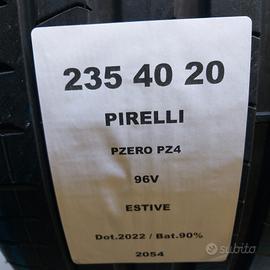 235 40 20
PIRELLI
PZERO PZ4
96V
ESTIVE
Dot.2022 / Bat.90%
2054
subito